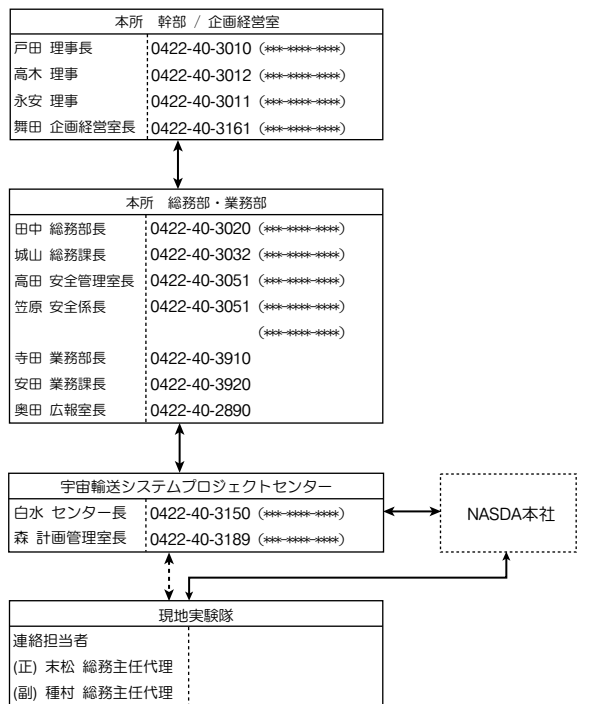 本所 幹部 / 企画経営室
戸田 理事長 0422-40-3010 (***-****-****)
高木 理事 0422-40-3012 (***-****-****)
永安 理事 0422-40-3011 (***-****-****)
舞田 企画経営室長 0422-40-3161 (***-****-****)
本所 総務部・業務部
田中 総務部長 0422-40-3020 (***-****-****)
城山 総務課長 0422-40-3032 (***-****-****)
高田 安全管理室長 0422-40-3051 (***-****-****)
笠原 安全係長 0422-40-3051 (***-****-****)
(***-****-****)
寺田 業務部長 0422-40-3910
安田 業務課長 0422-40-3920
奥田 広報室長 0422-40-2890
宇宙輸送システムプロジェクトセンター
白水 センター長 0422-40-3150 (***-****-****)
森 計画管理室長 0422-40-3189 (***-****-****)
NASDA本社
現地実験隊
連絡担当者
(正) 末松 総務主任代理
(副) 種村 総務主任代理